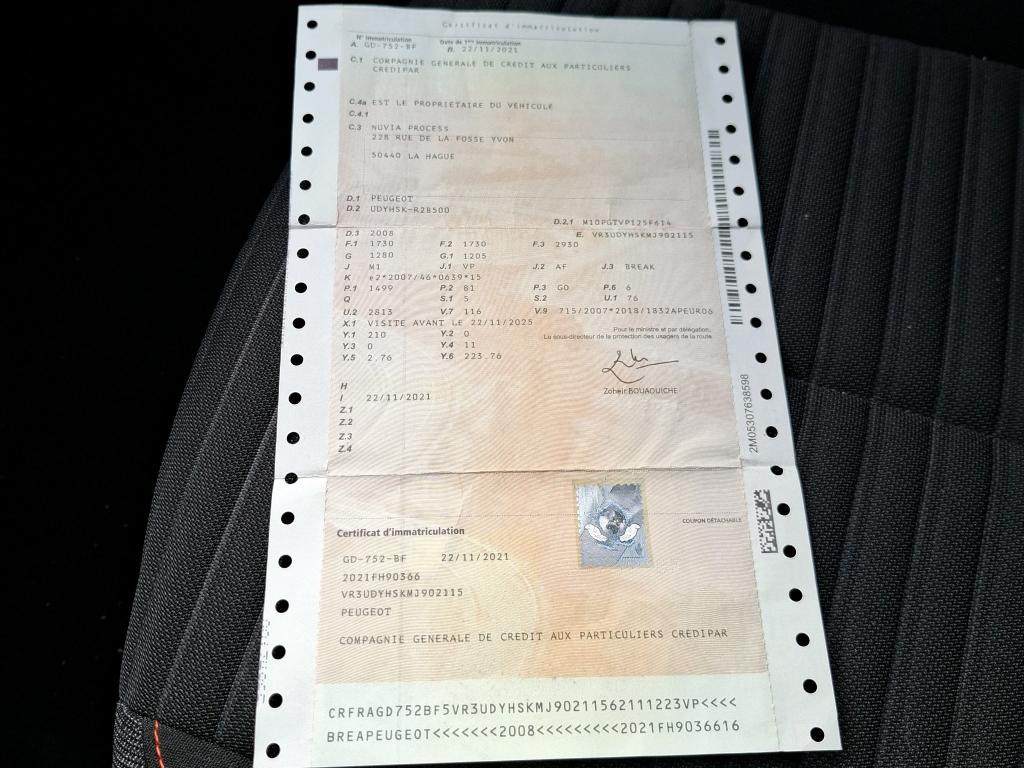 Certificat d'immatriculation
N° Immatriculation Date de 1ère immatriculation
A. GD-752-BF B. 22/11/2021
C.1 COMPAGNIE GENERALE DE CREDIT AUX PARTICULIERS
CREDIPAR
C.4a EST LE PROPRIÉTAIRE DU VÉHICULE
C.4.1
C.3 NUVIA PROCESS
228 RUE DE LA FOSSE YVON
50440 LA HAGUE
D.1 PEUGEOT
D.2 UDYHSK-R2B500
D.2.1 M10PGTVP125F614
D.3 2008 E. VR3UDYHSKMJ902115
F.1 1730 F.2 1730 F.3 2930
G 1280 G.1 1205
J M1 J.1 VP J.2 AF J.3 BREAK
K e2*2007/46*0639*15
P.1 1499 P.2 81 P.3 GO P.6 6
Q S.1 5 S.2 U.1 76
U.2 2813 V.7 116 V.9 715/2007*2018/1832APEURO6
X.1 VISITE AVANT LE 22/11/2025
Pour le ministre et par délégation,
Le sous-directeur de la protection des usagers de la route
Y.1 210 Y.2 0
Y.3 0 Y.4 11
Y.5 2.76 Y.6 223.76
Zoheir BOUAOUICHE
H
I 22/11/2021
Z.1
Z.2
Z.3
Z.4
2M05307638598
COUPON DÉTACHABLE
Certificat d'immatriculation
GD-752-BF 22/11/2021
2021FH90366
VR3UDYHSKMJ902115
PEUGEOT
COMPAGNIE GENERALE DE CREDIT AUX PARTICULIERS CREDIPAR
CRFRAGD752BF5VR3UDYHSKMJ90211562111223VP<<<<
BREAPEUGEOT<<<<<<<2008<<<<<<<<<2021FH9036616